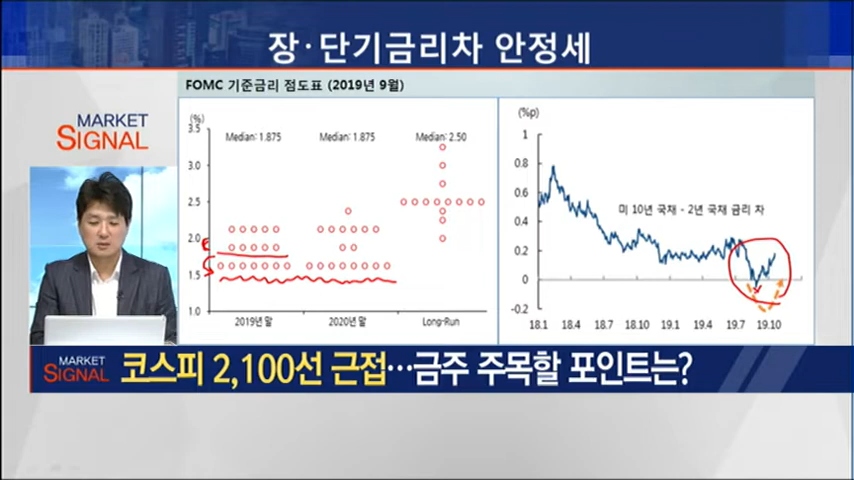 장·단기금리차 안정세
FOMC 기준금리 점도표 (2019년 9월)
MARKET
SIGNAL
(%)
3.5
3.0
2.5
2.0
1.5
1.0
Median: 1.875
Median: 1.875
Median: 2.50
2019년 말
2020년 말
Long-Run
(%p)
1
0.8
0.6
0.4
0.2
0
-0.2
미 10년 국채 - 2년 국채 금리 차
18.1
18.4
18.7
18.10
19.1
19.4
19.7
19.10
MARKET
SIGNAL
코스피 2,100선 근접…금주 주목할 포인트는?